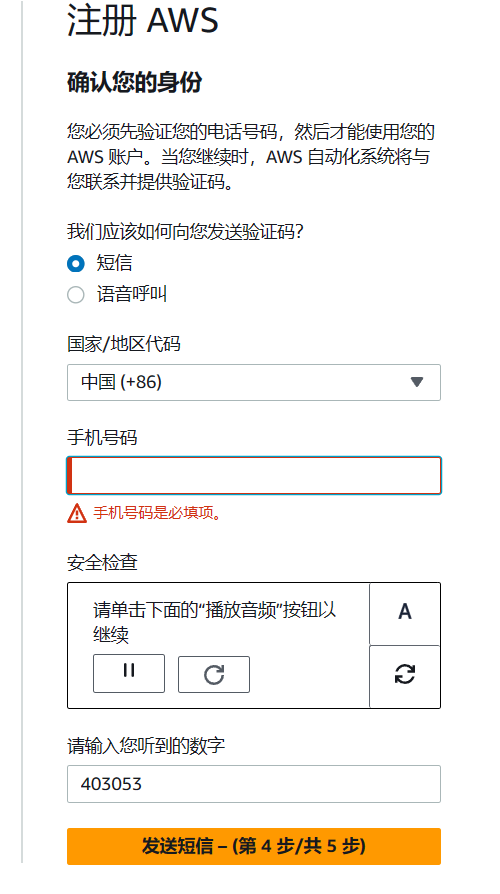 注册 AWS
确认您的身份
您必须先验证您的电话号码，然后才能使用您的
AWS 账户。当您继续时，AWS 自动化系统将与
您联系并提供验证码。
我们应该如何向您发送验证码？
短信
语音呼叫
国家/地区代码
中国 (+86)
手机号码
手机号码是必填项。
安全检查
请单击下面的“播放音频”按钮以
继续
A
请输入您听到的数字
403053
发送短信 – (第 4 步/共 5 步)